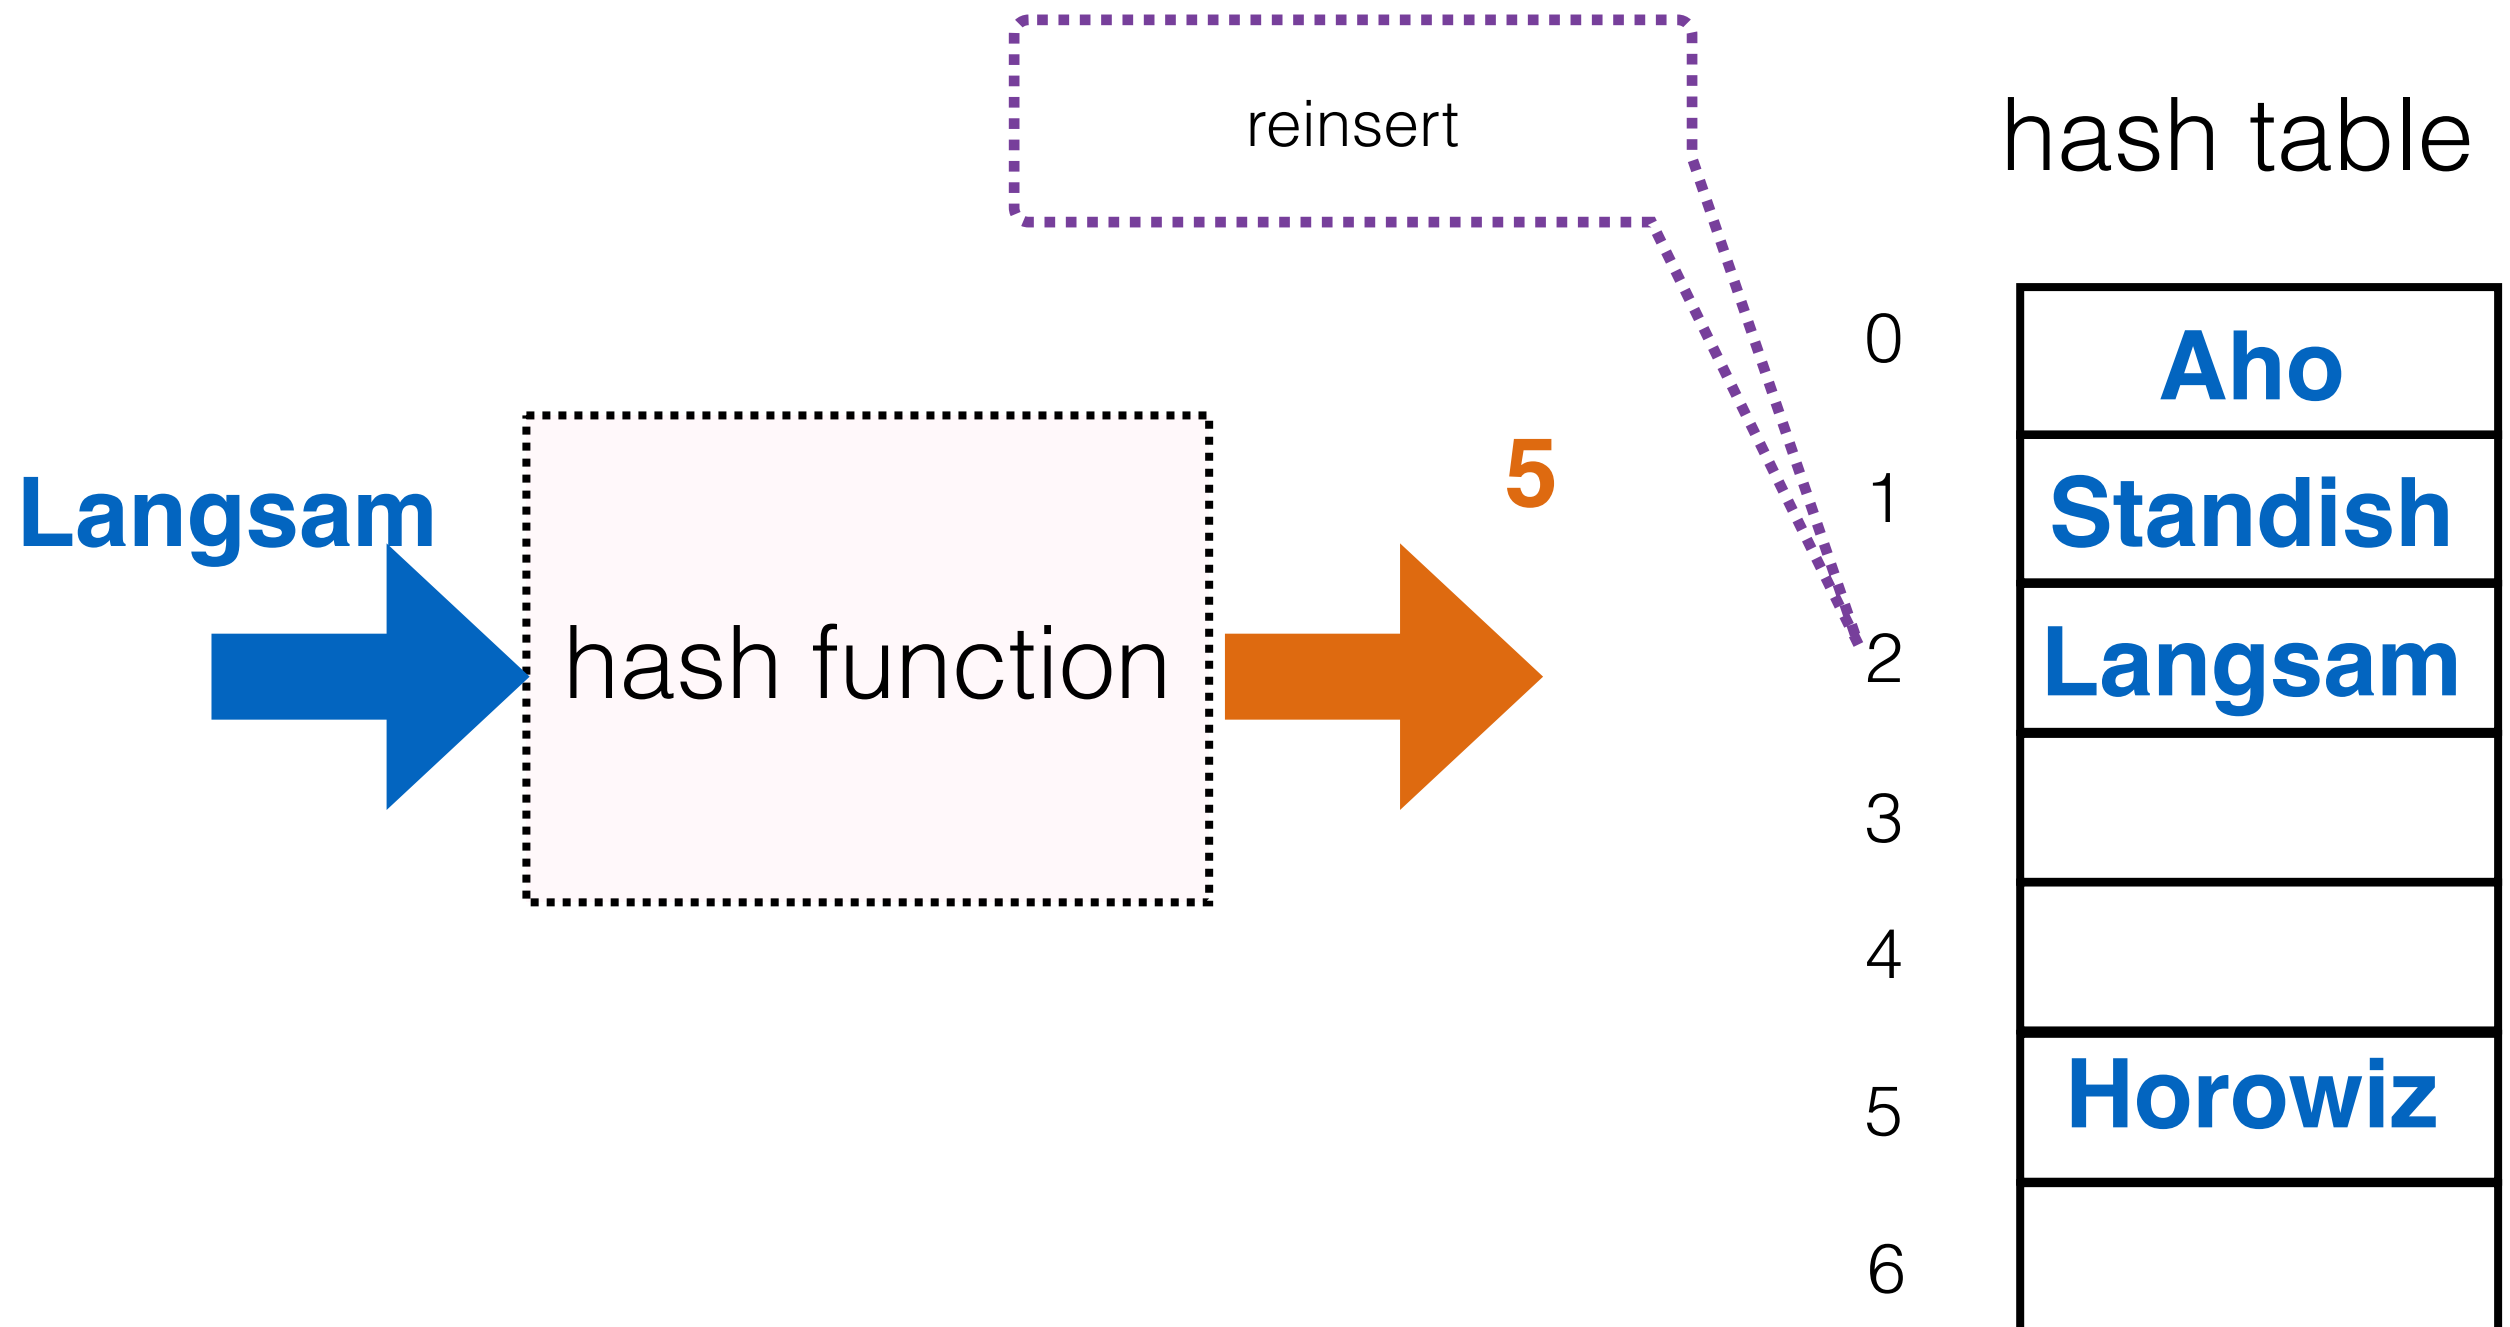 reinsert
hash table
0
Aho
5
Langsam
1
Standish
hash function
2
Langsam
3
4
5
Horowiz
6